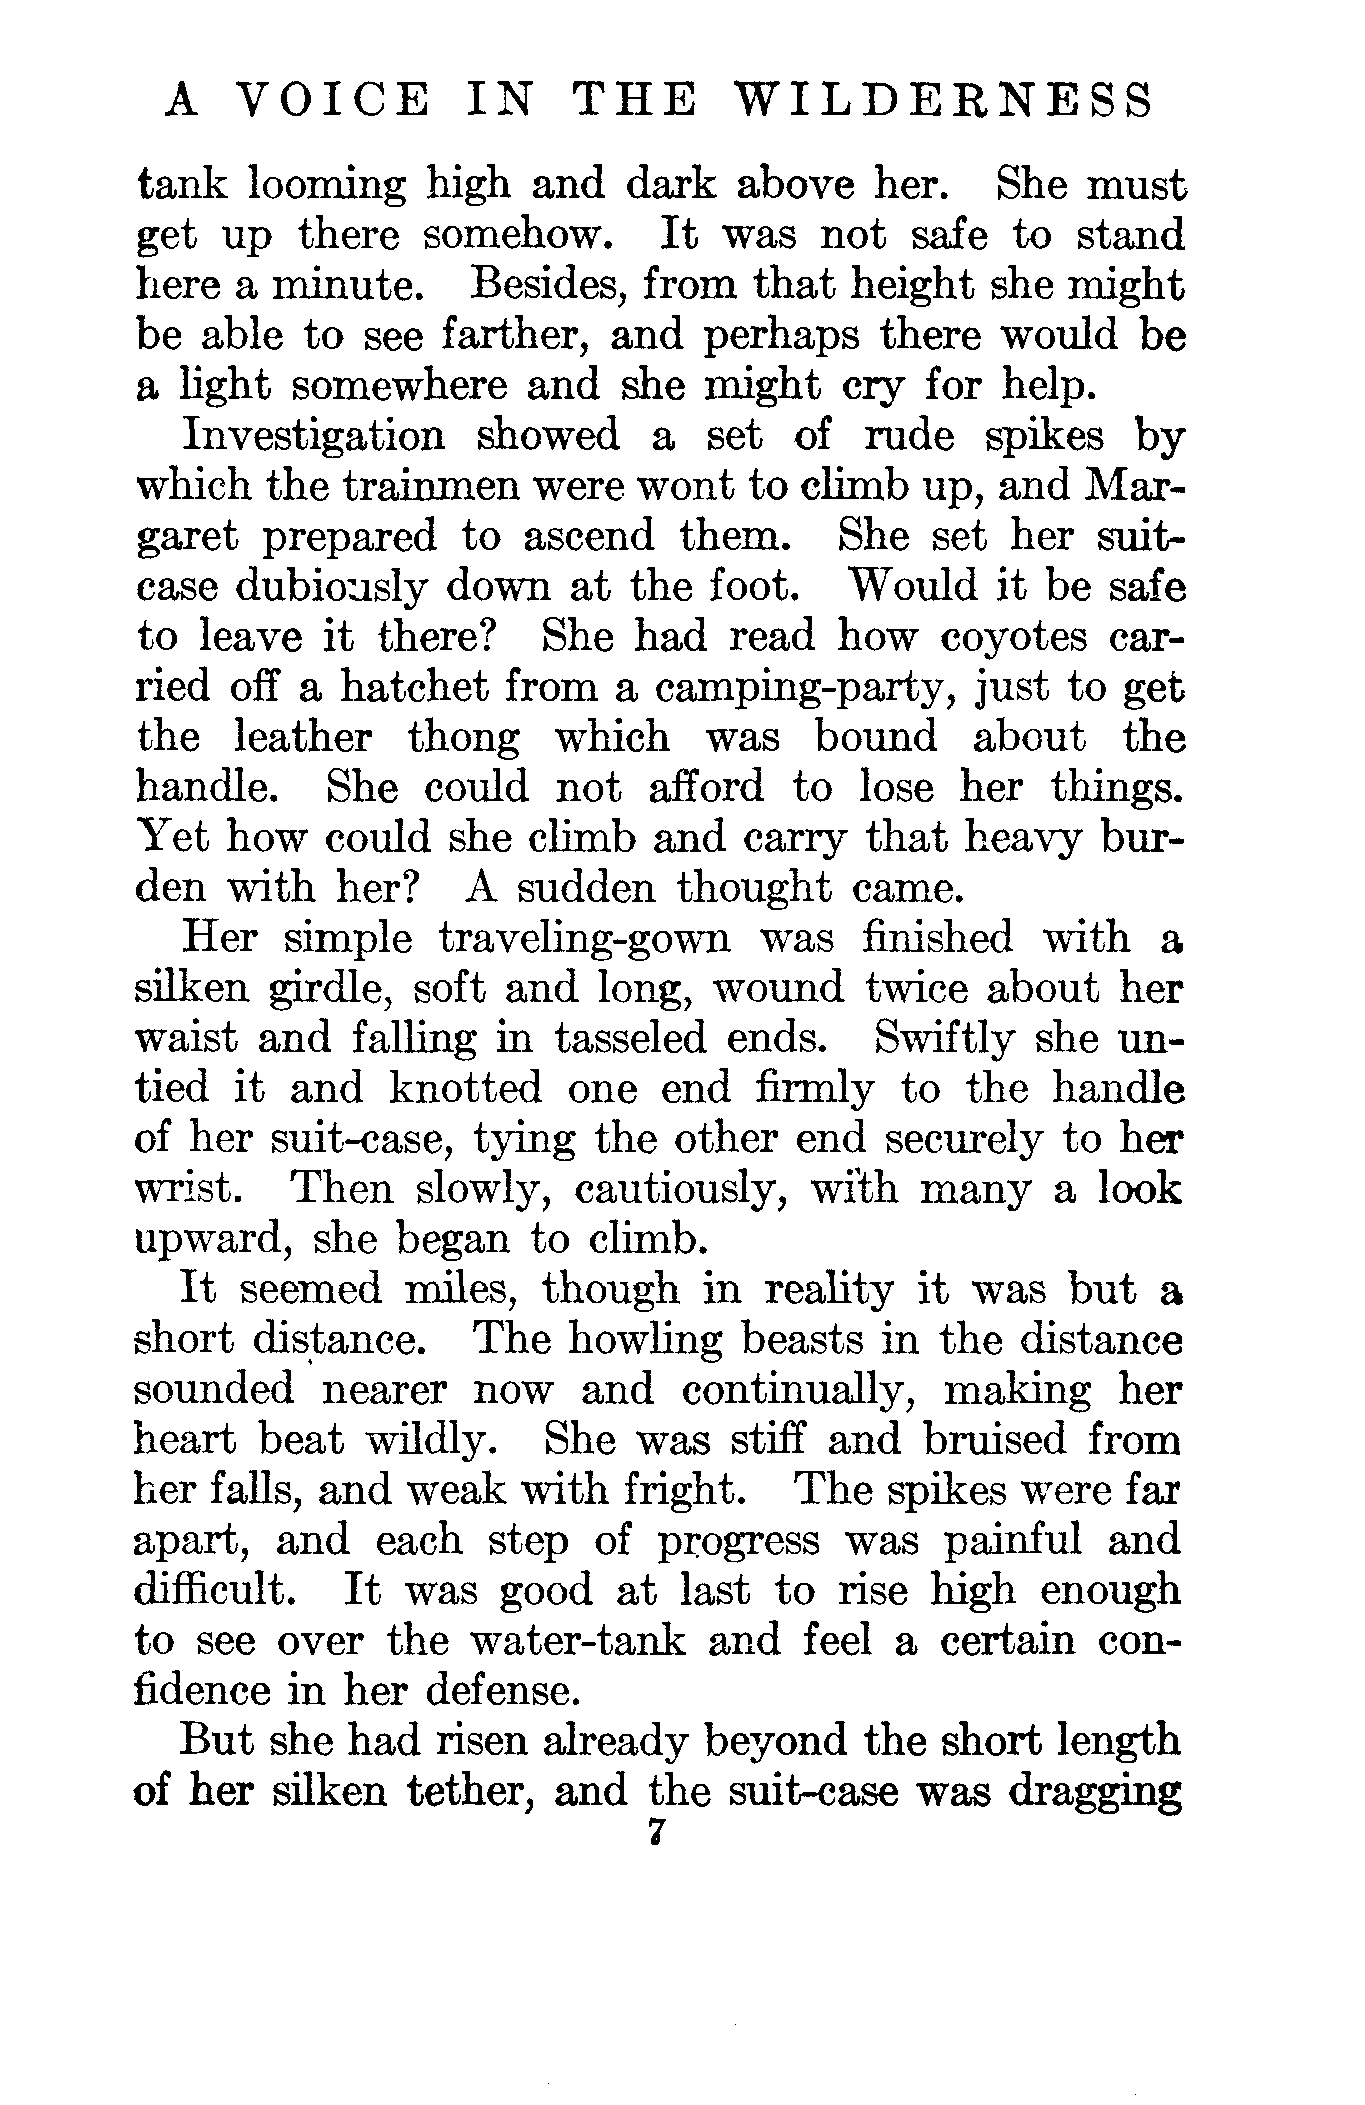 A VOICE IN THE WILDERNESS
tank looming high and dark above her. She must
get up there somehow. It was not safe to stand
here a minute. Besides, from that height she might
be able to see farther, and perhaps there would be
a light somewhere and she might cry for help.
Investigation showed a set of rude spikes by
which the trainmen were wont to climb up, and Mar-
garet prepared to ascend them. She set her suit-
case dubiously down at the foot. Would it be safe
to leave it there? She had read how coyotes car-
ried off a hatchet from a camping-party, just to get
the leather thong which was bound about the
handle. She could not afford to lose her things.
Yet how could she climb and carry that heavy bur-
den with her? A sudden thought came.
Her simple traveling-gown was finished with a
silken girdle, soft and long, wound twice about her
waist and falling in tasseled ends. Swiftly she un-
tied it and knotted one end firmly to the handle
of her suit-case, tying the other end securely to her
wrist. Then slowly, cautiously, with many a look
upward, she began to climb.
It seemed miles, though in reality it was but a
short distance. The howling beasts in the distance
sounded nearer now and continually, making her
heart beat wildly. She was stiff and bruised from
her falls, and weak with fright. The spikes were far
apart, and each step of progress was painful and
difficult. It was good at last to rise high enough
to see over the water-tank and feel a certain con-
fidence in her defense.
But she had risen already beyond the short length
of her silken tether, and the suit-case was dragging
7